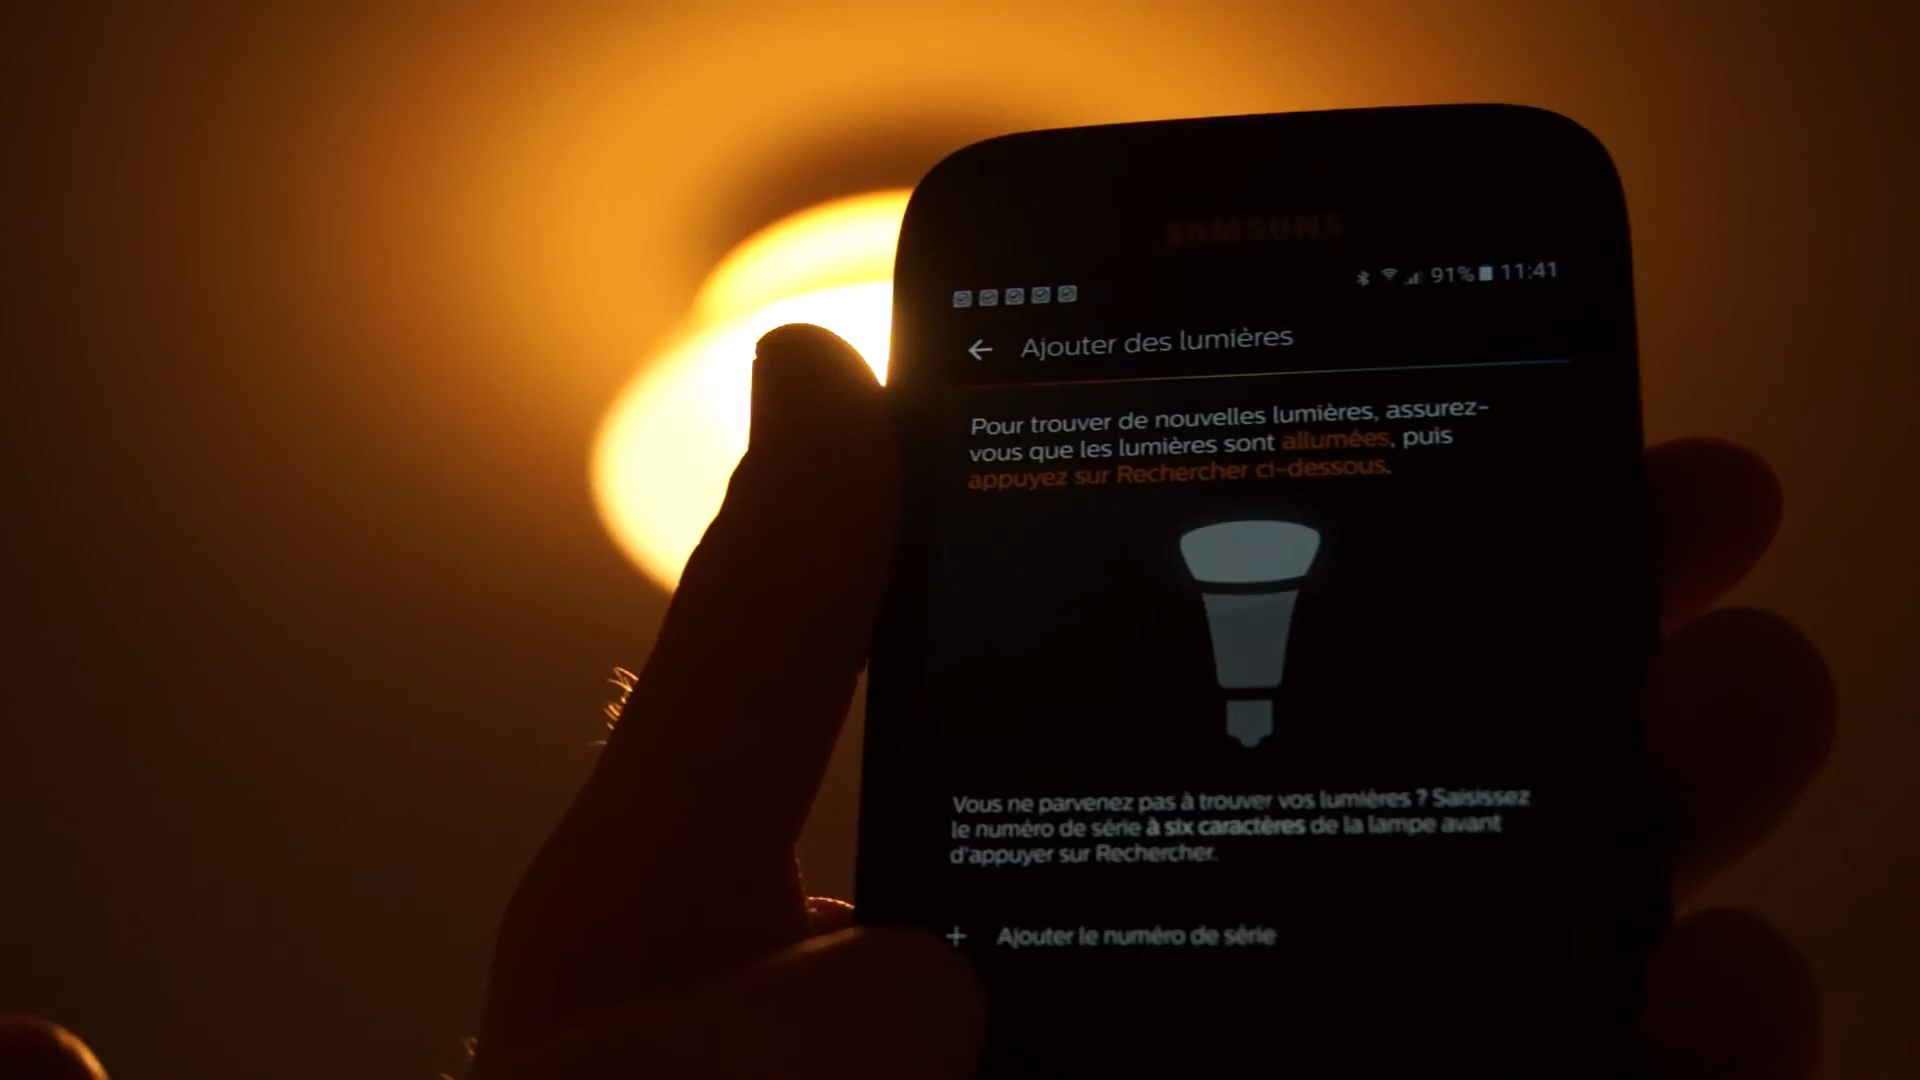 SAMSUNG
91% 11:41
Ajouter des lumières
Pour trouver de nouvelles lumières, assurez-
vous que les lumières sont allumées, puis
appuyez sur Rechercher ci-dessous.
Vous ne parvenez pas à trouver vos lumières ? Saisissez
le numéro de série à six caractères de la lampe avant
d'appuyer sur Rechercher.
+ Ajouter le numéro de série